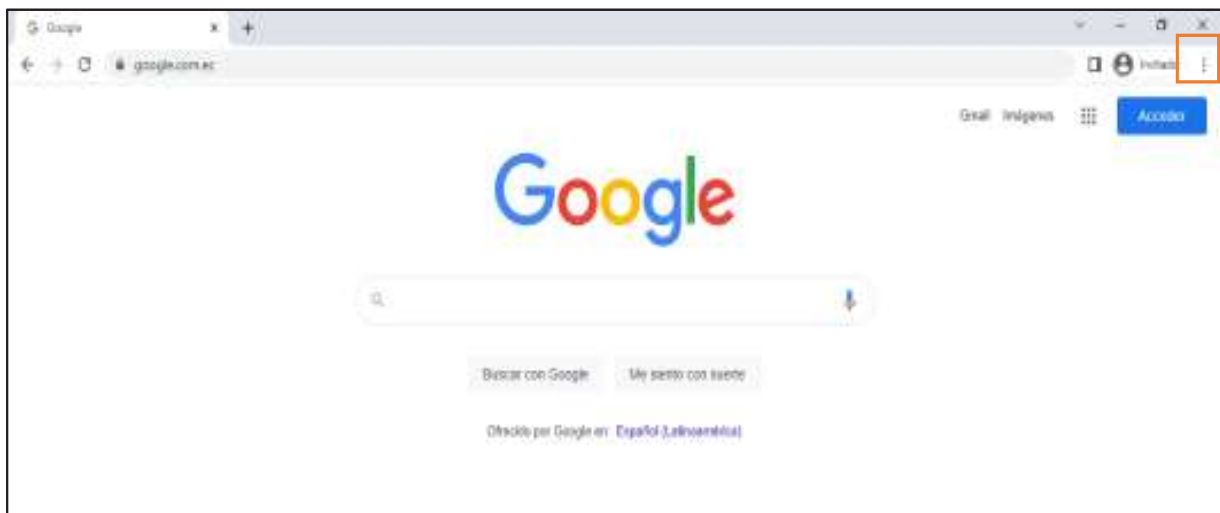 Google
google.com.ec
Invitado
Gmail Imágenes
Acceder
Google
Buscar con Google Me siento con suerte
Ofrecido por Google en: Español (Latinoamérica)